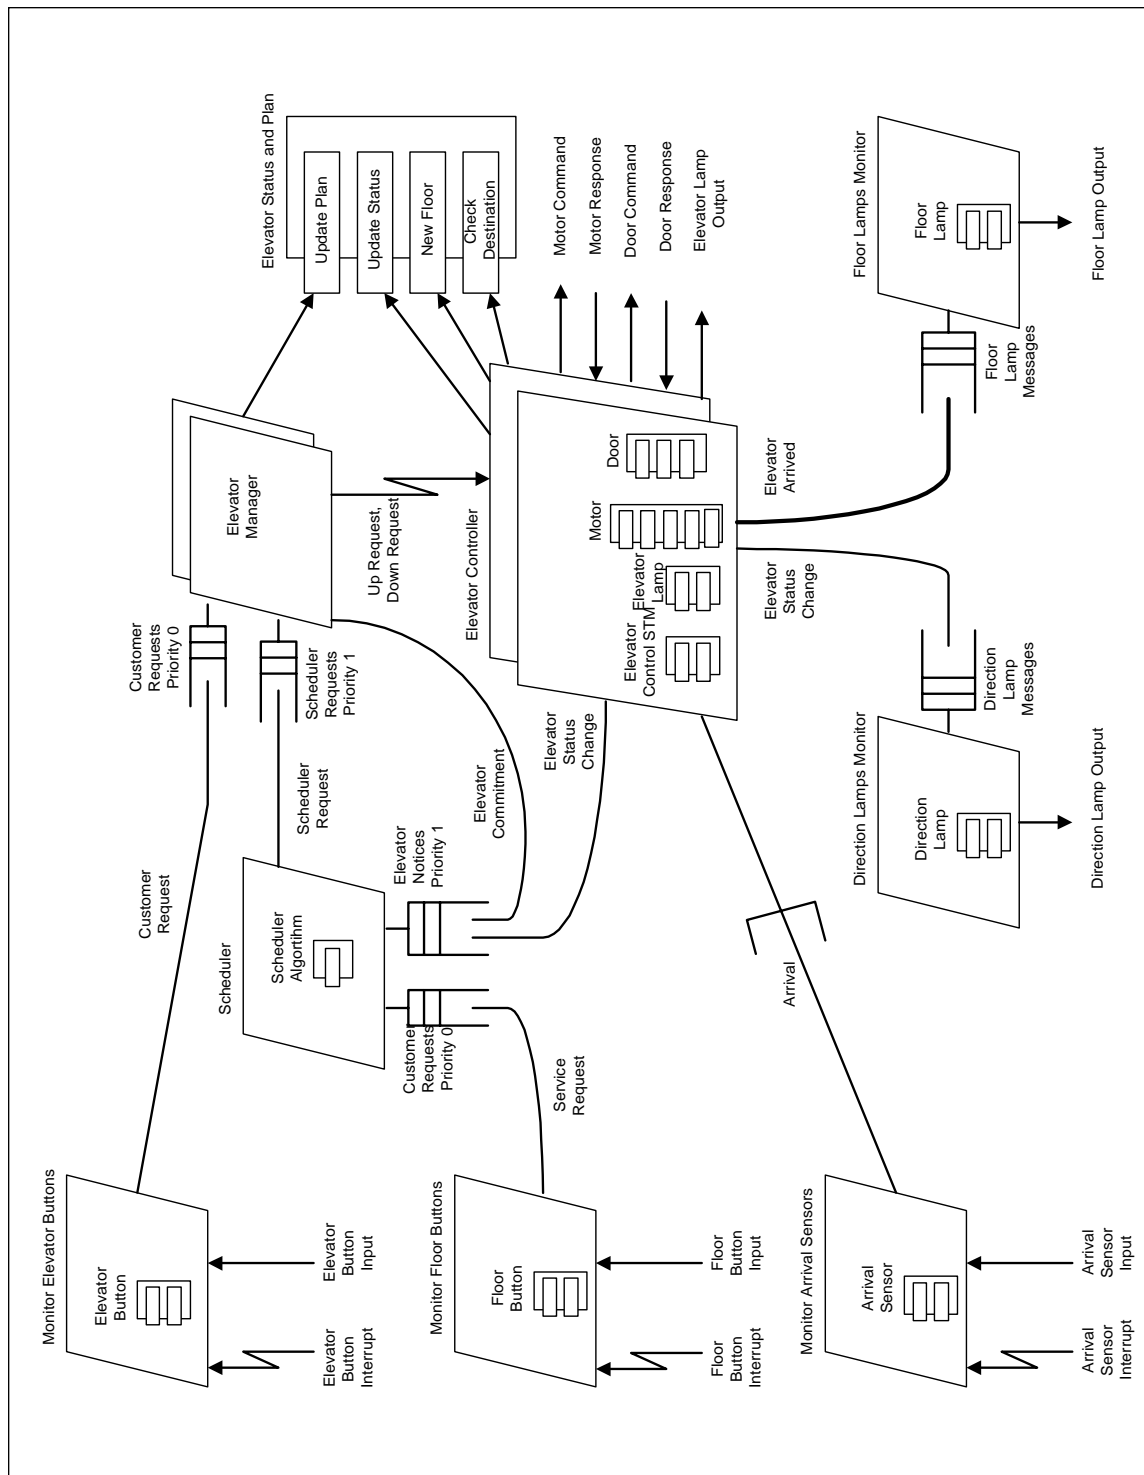 Monitor Elevator Buttons
Elevator
Button
Elevator
Button
Interrupt
Elevator
Button
Input
Customer
Request
Customer
Requests
Priority 0
Scheduler
Requests
Priority 1
Scheduler
Request
Elevator
Manager
Elevator Status and Plan
Update Plan
Update Status
New Floor
Check
Destination
Scheduler
Scheduler
Algortihm
Customer
Requests
Priority 0
Elevator
Notices
Priority 1
Elevator
Commitment
Up Request,
Down Request
Monitor Floor Buttons
Floor
Button
Floor
Button
Interrupt
Floor
Button
Input
Service
Request
Elevator
Status
Change
Elevator Controller
Elevator
Control STM
Elevator
Lamp
Motor
Door
Motor Command
Motor Response
Door Command
Door Response
Elevator Lamp
Output
Elevator
Status
Change
Elevator
Arrived
Monitor Arrival Sensors
Arrival
Sensor
Arrival
Sensor
Interrupt
Arrival
Sensor
Input
Arrival
Direction Lamps Monitor
Direction
Lamp
Direction
Lamp
Messages
Direction Lamp Output
Floor Lamps Monitor
Floor
Lamp
Floor
Lamp
Messages
Floor Lamp Output